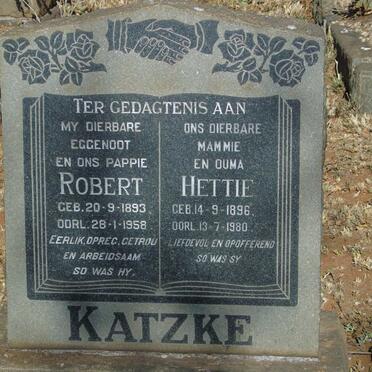 TER GEDAGTENIS AAN
MY DIERBARE
EGGENOOT
EN ONS PAPPIE
ROBERT
GEB. 20-9-1893
OORL. 28-1-1958
EERLIK, OPREG, GETROU
EN ARBEIDSAAM
SO WAS HY.
ONS DIERBARE
MAMMIE
EN OUMA
HETTIE
GEB. 14-9-1896.
OORL. 13-7-1980.
LIEFDEVOL EN OPOFFEREND
SO WAS SY
KATZKE